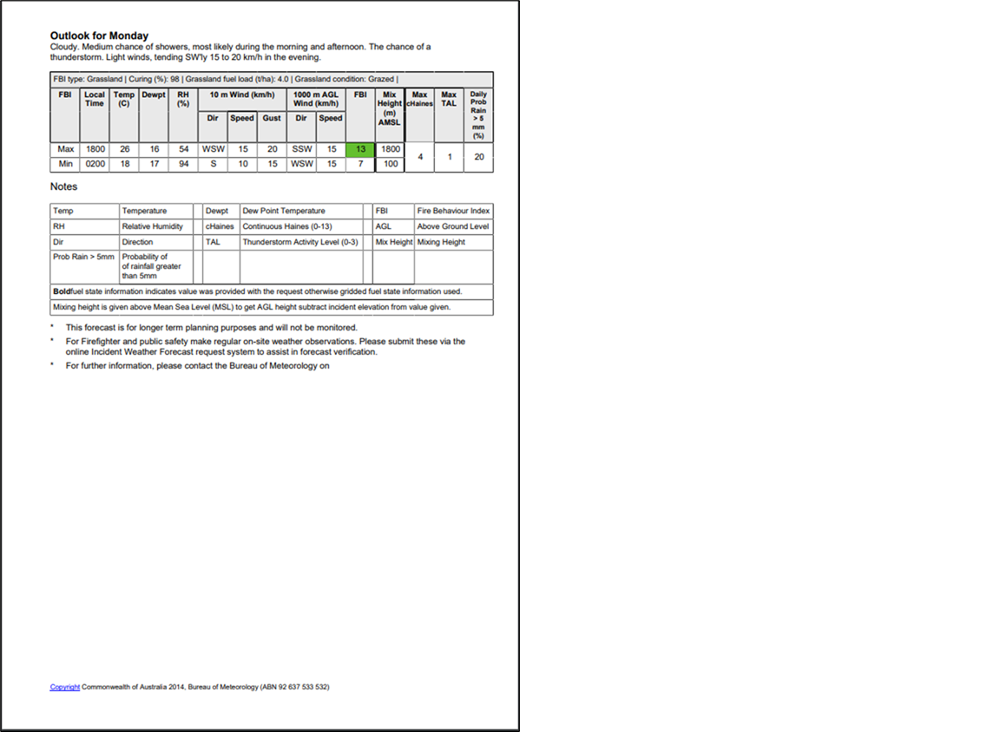 Outlook for Monday
Cloudy. Medium chance of showers, most likely during the morning and afternoon. The chance of a
thunderstorm. Light winds, tending SW'ly 15 to 20 km/h in the evening.
FBI type: Grassland | Curing (%): 98 | Grassland fuel load (t/ha): 4.0 | Grassland condition: Grazed |
FBI Local Time Temp (C) Dewpt RH (%) 10 m Wind (km/h) 1000 m AGL Wind (km/h) FBI Mix Height (m) AMSL Max cHaines Max TAL Daily Prob Rain > 5 mm (%)
Dir Speed Gust Dir Speed
Max 1800 26 16 54 WSW 15 20 SSW 15 13 1800 4 1 20
Min 0200 18 17 94 S 10 15 WSW 15 7 100
Notes
Temp Temperature Dewpt Dew Point Temperature FBI Fire Behaviour Index
RH Relative Humidity cHaines Continuous Haines (0-13) AGL Above Ground Level
Dir Direction TAL Thunderstorm Activity Level (0-3) Mix Height Mixing Height
Prob Rain > 5mm Probability of
of rainfall greater
than 5mm
Boldfuel state information indicates value was provided with the request otherwise gridded fuel state information used.
Mixing height is given above Mean Sea Level (MSL) to get AGL height subtract incident elevation from value given.
* This forecast is for longer term planning purposes and will not be monitored.
* For Firefighter and public safety make regular on-site weather observations. Please submit these via the
online Incident Weather Forecast request system to assist in forecast verification.
* For further information, please contact the Bureau of Meteorology on
Copyright Commonwealth of Australia 2014, Bureau of Meteorology (ABN 92 637 533 532)